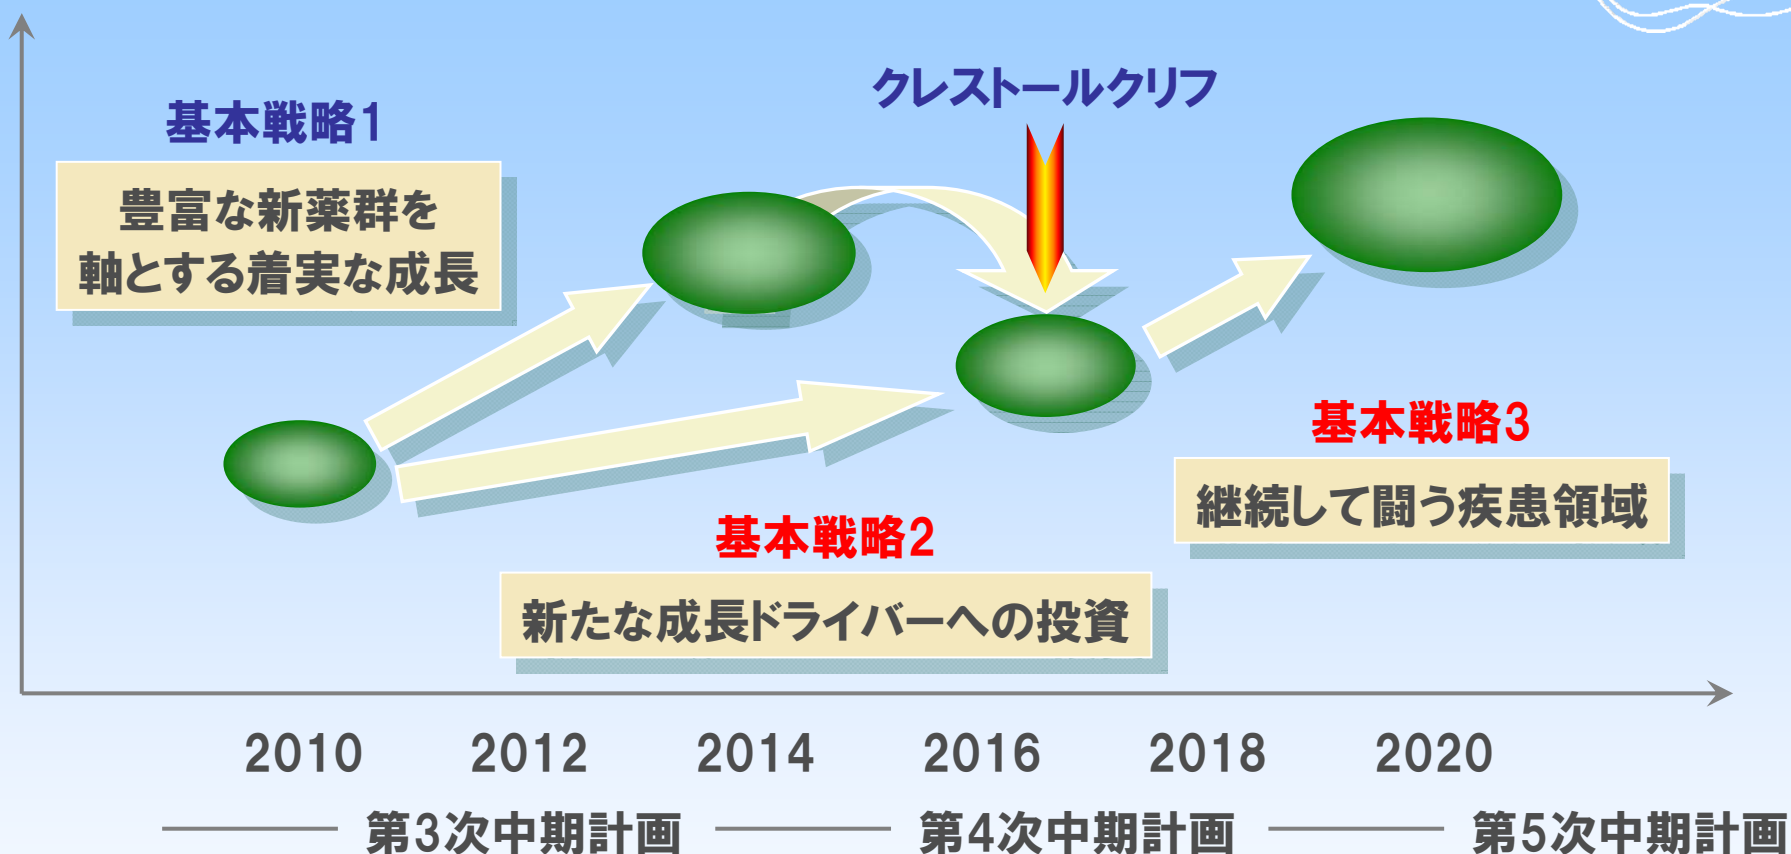 クレストールクリフ
基本戦略1
豊富な新薬群を
軸とする着実な成長
基本戦略3
継続して闘う疾患領域
基本戦略2
新たな成長ドライバーへの投資
2010 2012 2014 2016 2018 2020
第3次中期計画 第4次中期計画 第5次中期計画